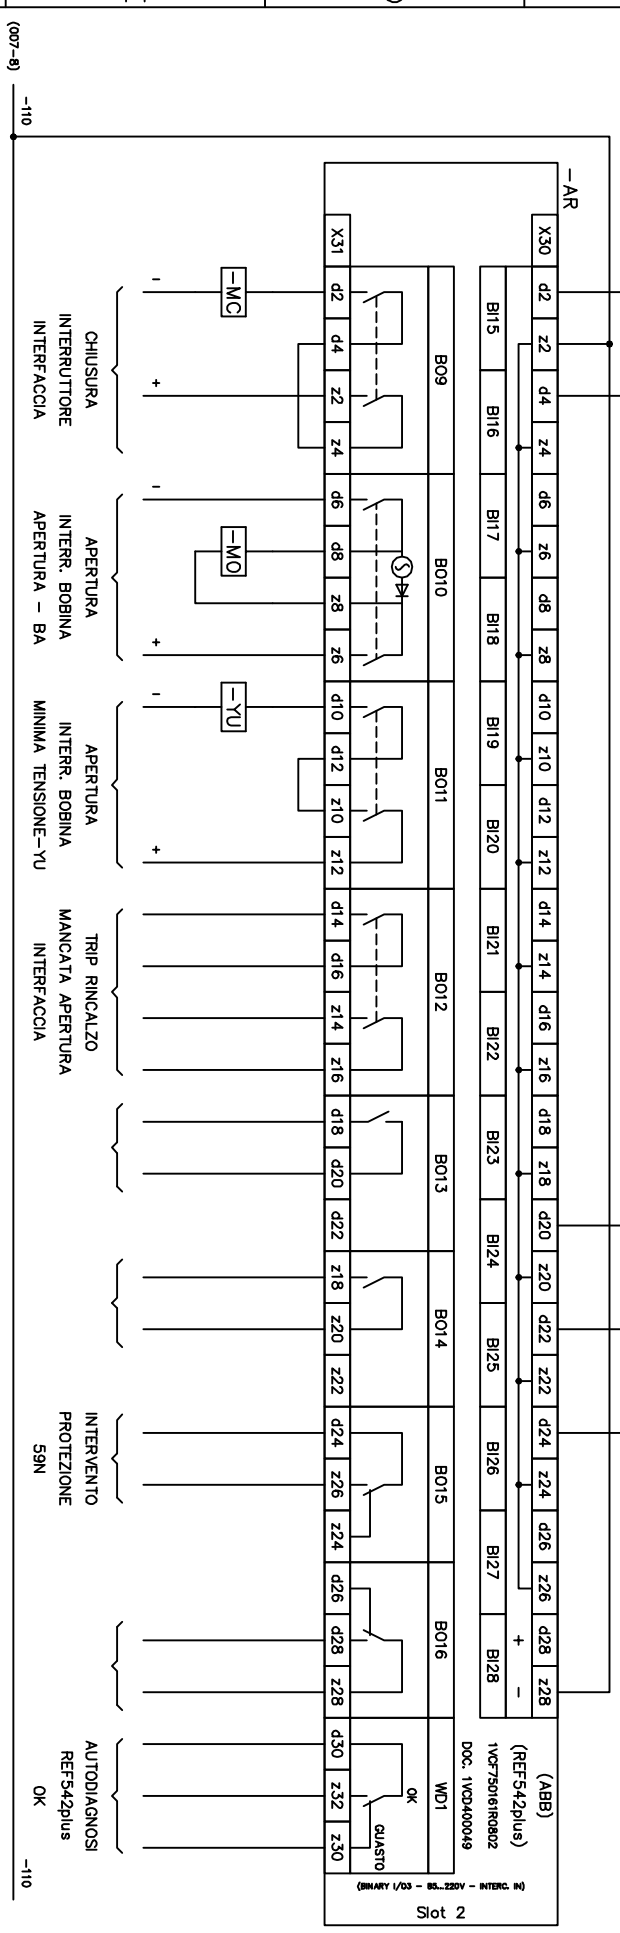 (007-8)
-110
-AR
X30
d2
z2
d4
z4
d6
z6
d8
z8
d10
z10
d12
z12
d14
z14
d16
z16
d18
z18
d20
z20
d22
z22
d24
z24
d26
z26
d28
z28
+ -
BI15
BI16
BI17
BI18
BI19
BI20
BI21
BI22
BI23
BI24
BI25
BI26
BI27
BI28
(ABB)
(REF542plus)
1VCF750161R0802
DOC. 1VCD400049
BO9
BO10
BO11
BO12
BO13
BO14
BO15
BO16
WD1
OK
GUASTO
(BINARY I/O3 - 85...220V - INTERC. IN)
Slot 2
X31
d2
d4
z2
z4
d6
d8
z8
z6
d10
d12
z10
z12
d14
d16
z14
z16
d18
d20
d22
z18
z20
z22
d24
z26
z24
d26
d28
z28
d30
z32
z30
-MC
-MO
-YU
- +
- +
- +
CHIUSURA
INTERRUTTORE
INTERFACCIA
APERTURA
INTERR. BOBINA
APERTURA - BA
APERTURA
INTERR. BOBINA
MINIMA TENSIONE-YU
TRIP RINCALZO
MANCATA APERTURA
INTERFACCIA
INTERVENTO
PROTEZIONE
59N
AUTODIAGNOSI
REF542plus
OK
-110